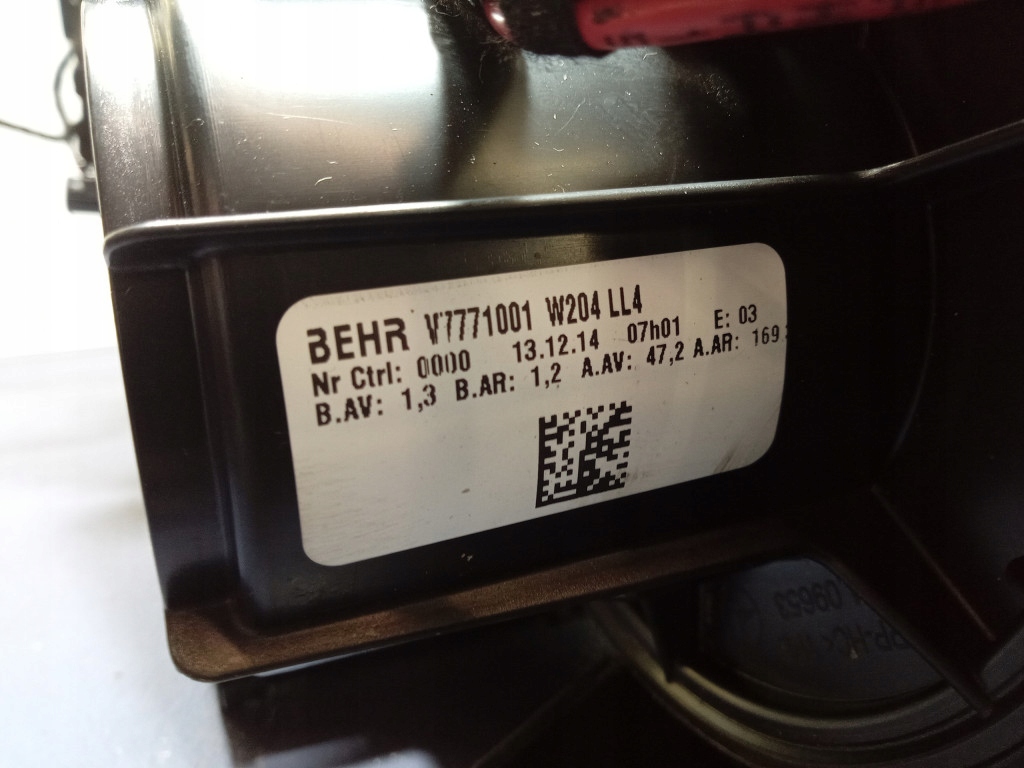 BEHR V7771001 W204 LL4
Nr Ctrl: 0000 13.12.14 07h01 E: 03
B.AV: 1,3 B.AR: 1,2 A.AV: 47,2 A.AR: 169
09653